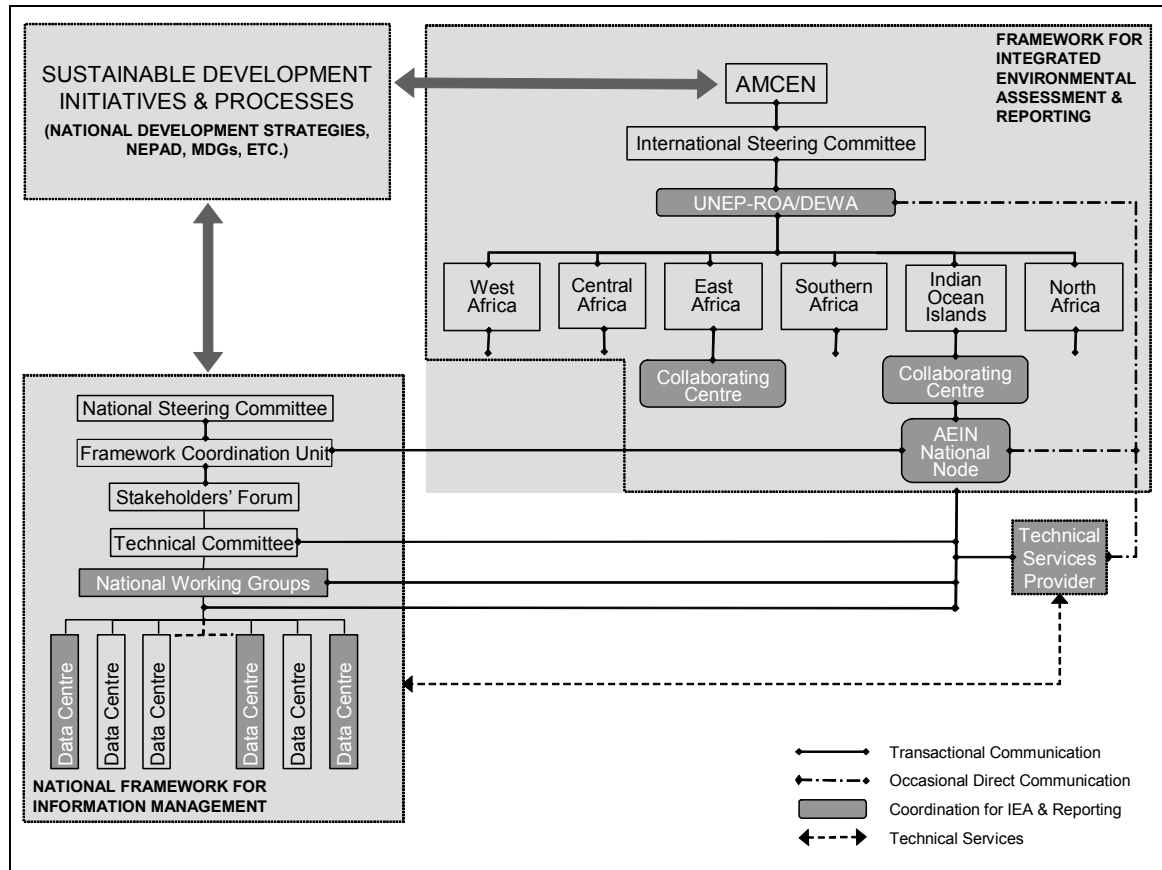 SUSTAINABLE DEVELOPMENT
INITIATIVES & PROCESSES
(NATIONAL DEVELOPMENT STRATEGIES,
NEPAD, MDGs, ETC.)
FRAMEWORK FOR
INTEGRATED
ENVIRONMENTAL
ASSESSMENT &
REPORTING
AMCEN
International Steering Committee
UNEP-ROA/DEWA
West
Africa
Central
Africa
East
Africa
Southern
Africa
Indian
Ocean
Islands
North
Africa
Collaborating
Centre
Collaborating
Centre
AEIN
National
Node
National Steering Committee
Framework Coordination Unit
Stakeholders' Forum
Technical Committee
National Working Groups
Data Centre
Data Centre
Data Centre
Data Centre
Data Centre
Data Centre
NATIONAL FRAMEWORK FOR
INFORMATION MANAGEMENT
Technical
Services
Provider
Transactional Communication
Occasional Direct Communication
Coordination for IEA & Reporting
Technical Services